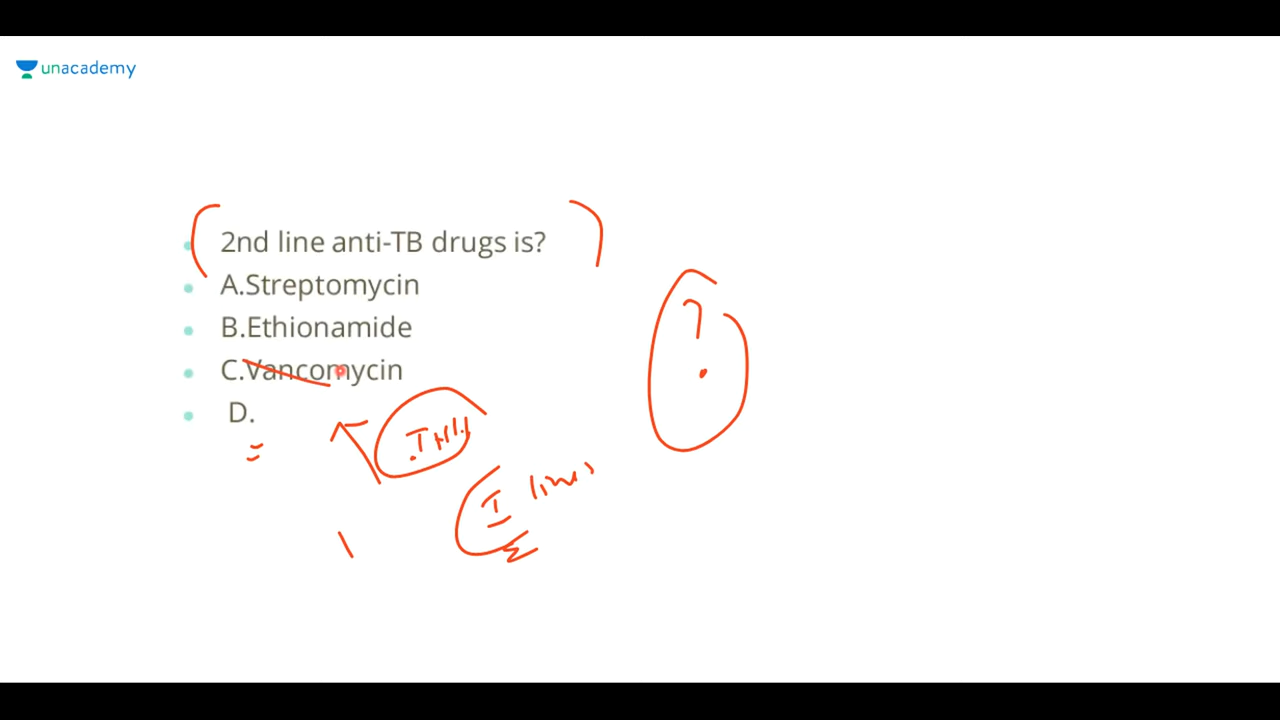 unacademy
2nd line anti-TB drugs is?
A.Streptomycin
B.Ethionamide
C.Vancomycin
D.
I
?